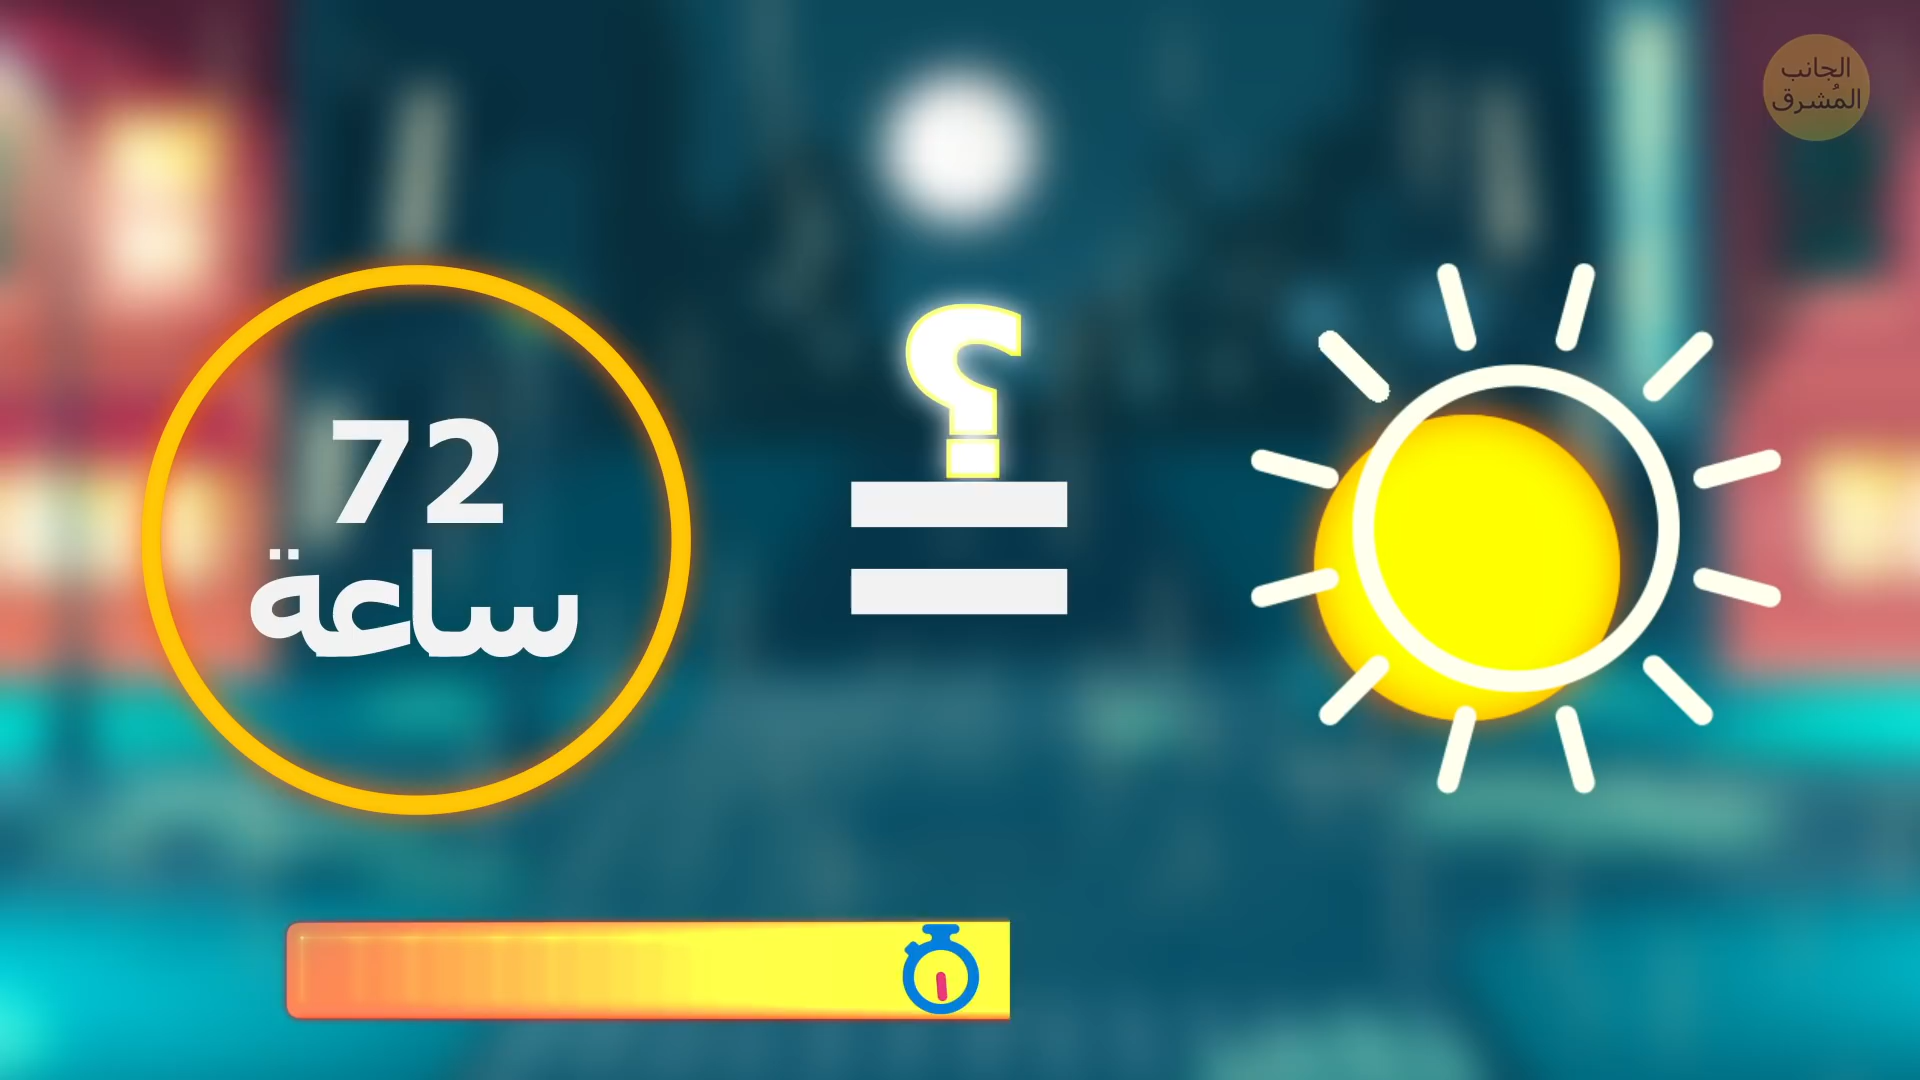 الجانب
المُشرق
؟
72
ساعة
=